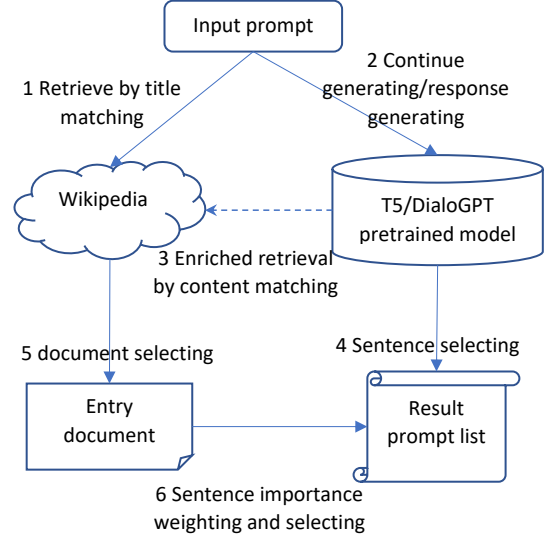 Input prompt
1 Retrieve by title
matching
2 Continue
generating/response
generating
Wikipedia
T5/DialoGPT
pretrained model
3 Enriched retrieval
by content matching
5 document selecting
4 Sentence selecting
Entry
document
Result
prompt list
6 Sentence importance
weighting and selecting